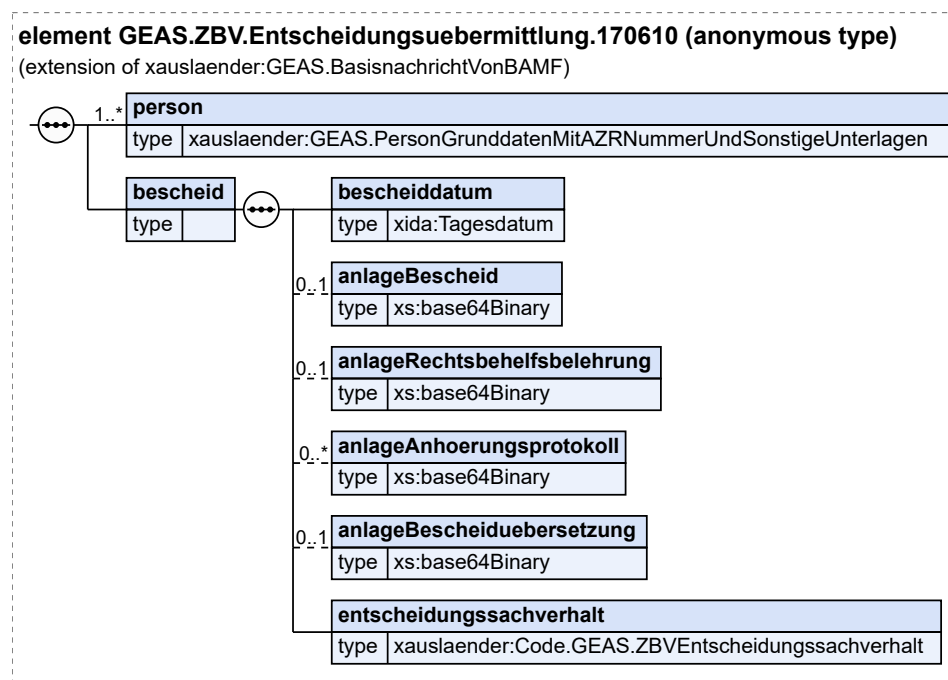 element GEAS.ZBV.Entscheidungsuebermittlung.170610 (anonymous type)
(extension of xauslaender:GEAS.BasisnachrichtVonBAMF)
1..* person
type xauslaender:GEAS.PersonGrunddatenMitAZRNummerUndSonstigeUnterlagen
bescheid
type
bescheiddatum
type xida:Tagesdatum
0..1 anlageBescheid
type xs:base64Binary
0..1 anlageRechtsbehelfsbelehrung
type xs:base64Binary
0..* anlageAnhoerungsprotokoll
type xs:base64Binary
0..1 anlageBescheiduebersetzung
type xs:base64Binary
entscheidungssachverhalt
type xauslaender:Code.GEAS.ZBVEntscheidungssachverhalt